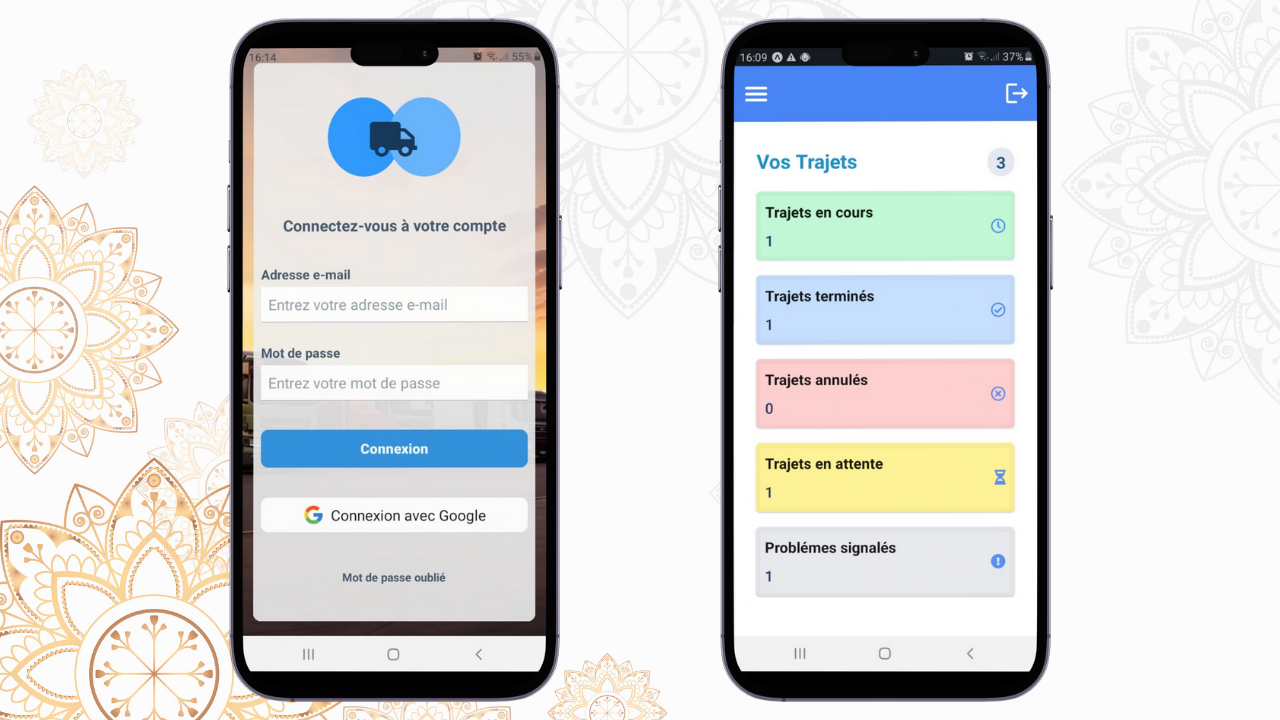 16:14
55%
Connectez-vous à votre compte
Adresse e-mail
Entrez votre adresse e-mail
Mot de passe
Entrez votre mot de passe
Connexion
Connexion avec Google
Mot de passe oublié
16:09
37%
Vos Trajets
3
Trajets en cours
1
Trajets terminés
1
Trajets annulés
0
Trajets en attente
1
Problémes signalés
1